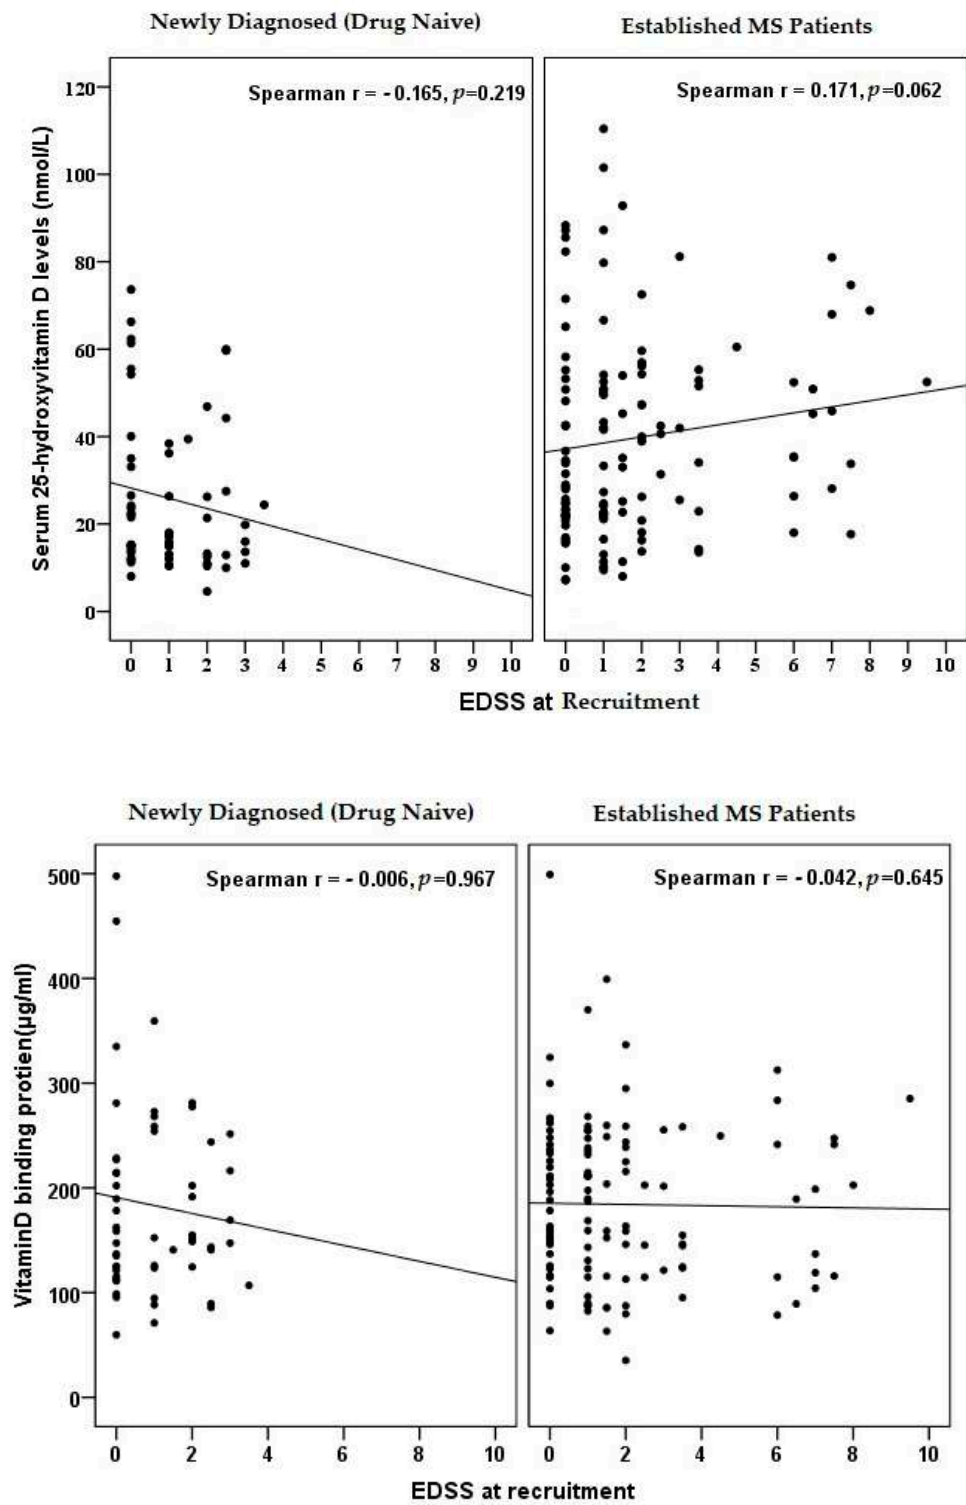 Newly Diagnosed (Drug Naive) Established MS Patients
Spearman r = - 0.165, p=0.219 Spearman r = 0.171, p=0.062
Serum 25-hydroxyvitamin D levels (nmol/L)
120
100
80
60
40
20
0
0 1 2 3 4 5 6 7 8 9 10 0 1 2 3 4 5 6 7 8 9 10
EDSS at Recruitment
Newly Diagnosed (Drug Naive) Established MS Patients
Spearman r = - 0.006, p=0.967 Spearman r = -0.042, p=0.645
VitaminD binding protien(µg/ml)
500
400
300
200
100
0
0 2 4 6 8 10 0 2 4 6 8 10
EDSS at recruitment